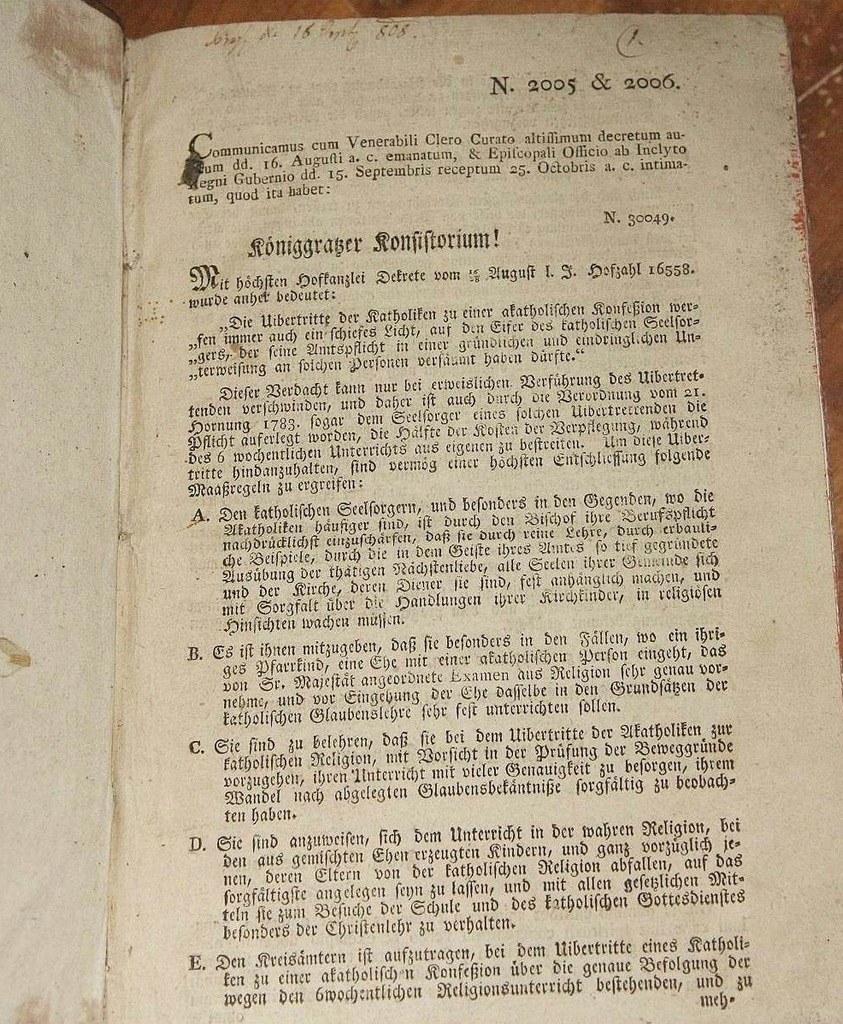 16 808.
1.
N. 2005 & 2006.
Communicamus cum Venerabili Clero Curato altissimum decretum au-
cum dd. 16. Augusti a. c. emanatum, & Episcopali Officio ab Inclyto
Regni Gubernio dd. 15. Septembris receptum 25. Octobris a. c. intima-
tum, quod ita habet:
N. 30049.
Königgratzer Konsistorium!
Mit höchsten Hofkanzlei Dekrete vom August l. J. Hofzahl 16558.
wurde anher bedeutet:
„Die Uibertritte der Katholiken zu einer akatholischen Konfeßion wer-
„fen immer auch ein schiefes Licht, auf den Eifer des katholischen Seelsor-
„gers, der seine Amtspflicht in einer gründlichen und eindringlichen Un-
„terweisung an solchen Personen versäumt haben dürfte.“
Dieser Verdacht kann nur bei erweislichen Verführung des Uibertret-
tenden verschwinden, und daher ist auch durch die Verordnung vom 21.
Hornung 1783. sogar dem Seelsorger eines solchen Uibertrettenden die
Pflicht auferlegt worden, die Hälfte der Kosten der Verpflegung, während
des 6 wochentlichen Unterrichts aus eigenen zu bestreiten. Um diese Uiber-
tritte hindanzuhalten, sind vermög einer höchsten Entschliessung folgende
Maaßregeln zu ergreifen:
A. Den katholischen Seelsorgern, und besonders in den Gegenden, wo die
Akatholiken häufiger sind, ist durch den Bischof ihre Berufspflicht
nachdrücklichst einzuschärfen, daß sie durch reine Lehre, durch erbauli-
che Beispiele, durch die in dem Geiste ihres Amtes so tief gegründete
Ausübung der thätigen Nächstenliebe, alle Seelen ihrer Gemeinde sich
und der Kirche, deren Diener sie sind, fest anhänglich machen, und
mit Sorgfalt über die Handlungen ihrer Kirchkinder, in religiösen
Hinsichten wachen müssen.
B. Es ist ihnen mitzugeben, daß sie besonders in den Fällen, wo ein ihri-
ges Pfarrkind, eine Ehe mit einer akatholischen Person eingeht, das
von Sr. Majestät angeordnete Examen aus Religion sehr genau vor-
nehme, und vor Eingehung der Ehe dasselbe in den Grundsätzen der
katholischen Glaubenslehre sehr fest unterrichten sollen.
C. Sie sind zu belehren, daß sie bei dem Uibertritte der Akatholiken zur
katholischen Religion, mit Vorsicht in der Prüfung der Beweggründe
vorzugehen, ihren Unterricht mit vieler Genauigkeit zu besorgen, ihrem
Wandel nach abgelegten Glaubensbekäntniße sorgfältig zu beobach-
ten haben.
D. Sie sind anzuweisen, sich dem Unterricht in der wahren Religion, bei
den aus gemischten Ehen erzeugten Kindern, und ganz vorzüglich je-
nen, deren Eltern von der katholischen Religion abfallen, auf das
sorgfältigste angelegen seyn zu lassen, und mit allen gesetzlichen Mit-
teln sie zum Besuche der Schule und des katholischen Gottesdienstes
besonders der Christenlehr zu verhalten.
E. Den Kreisämtern ist aufzutragen, bei dem Uibertritte eines Katholi-
ken zu einer akatholisch n Konfeßion über die genaue Befolgung der
wegen den 6wochentlichen Religionsunterricht bestehenden, und zu
meh-